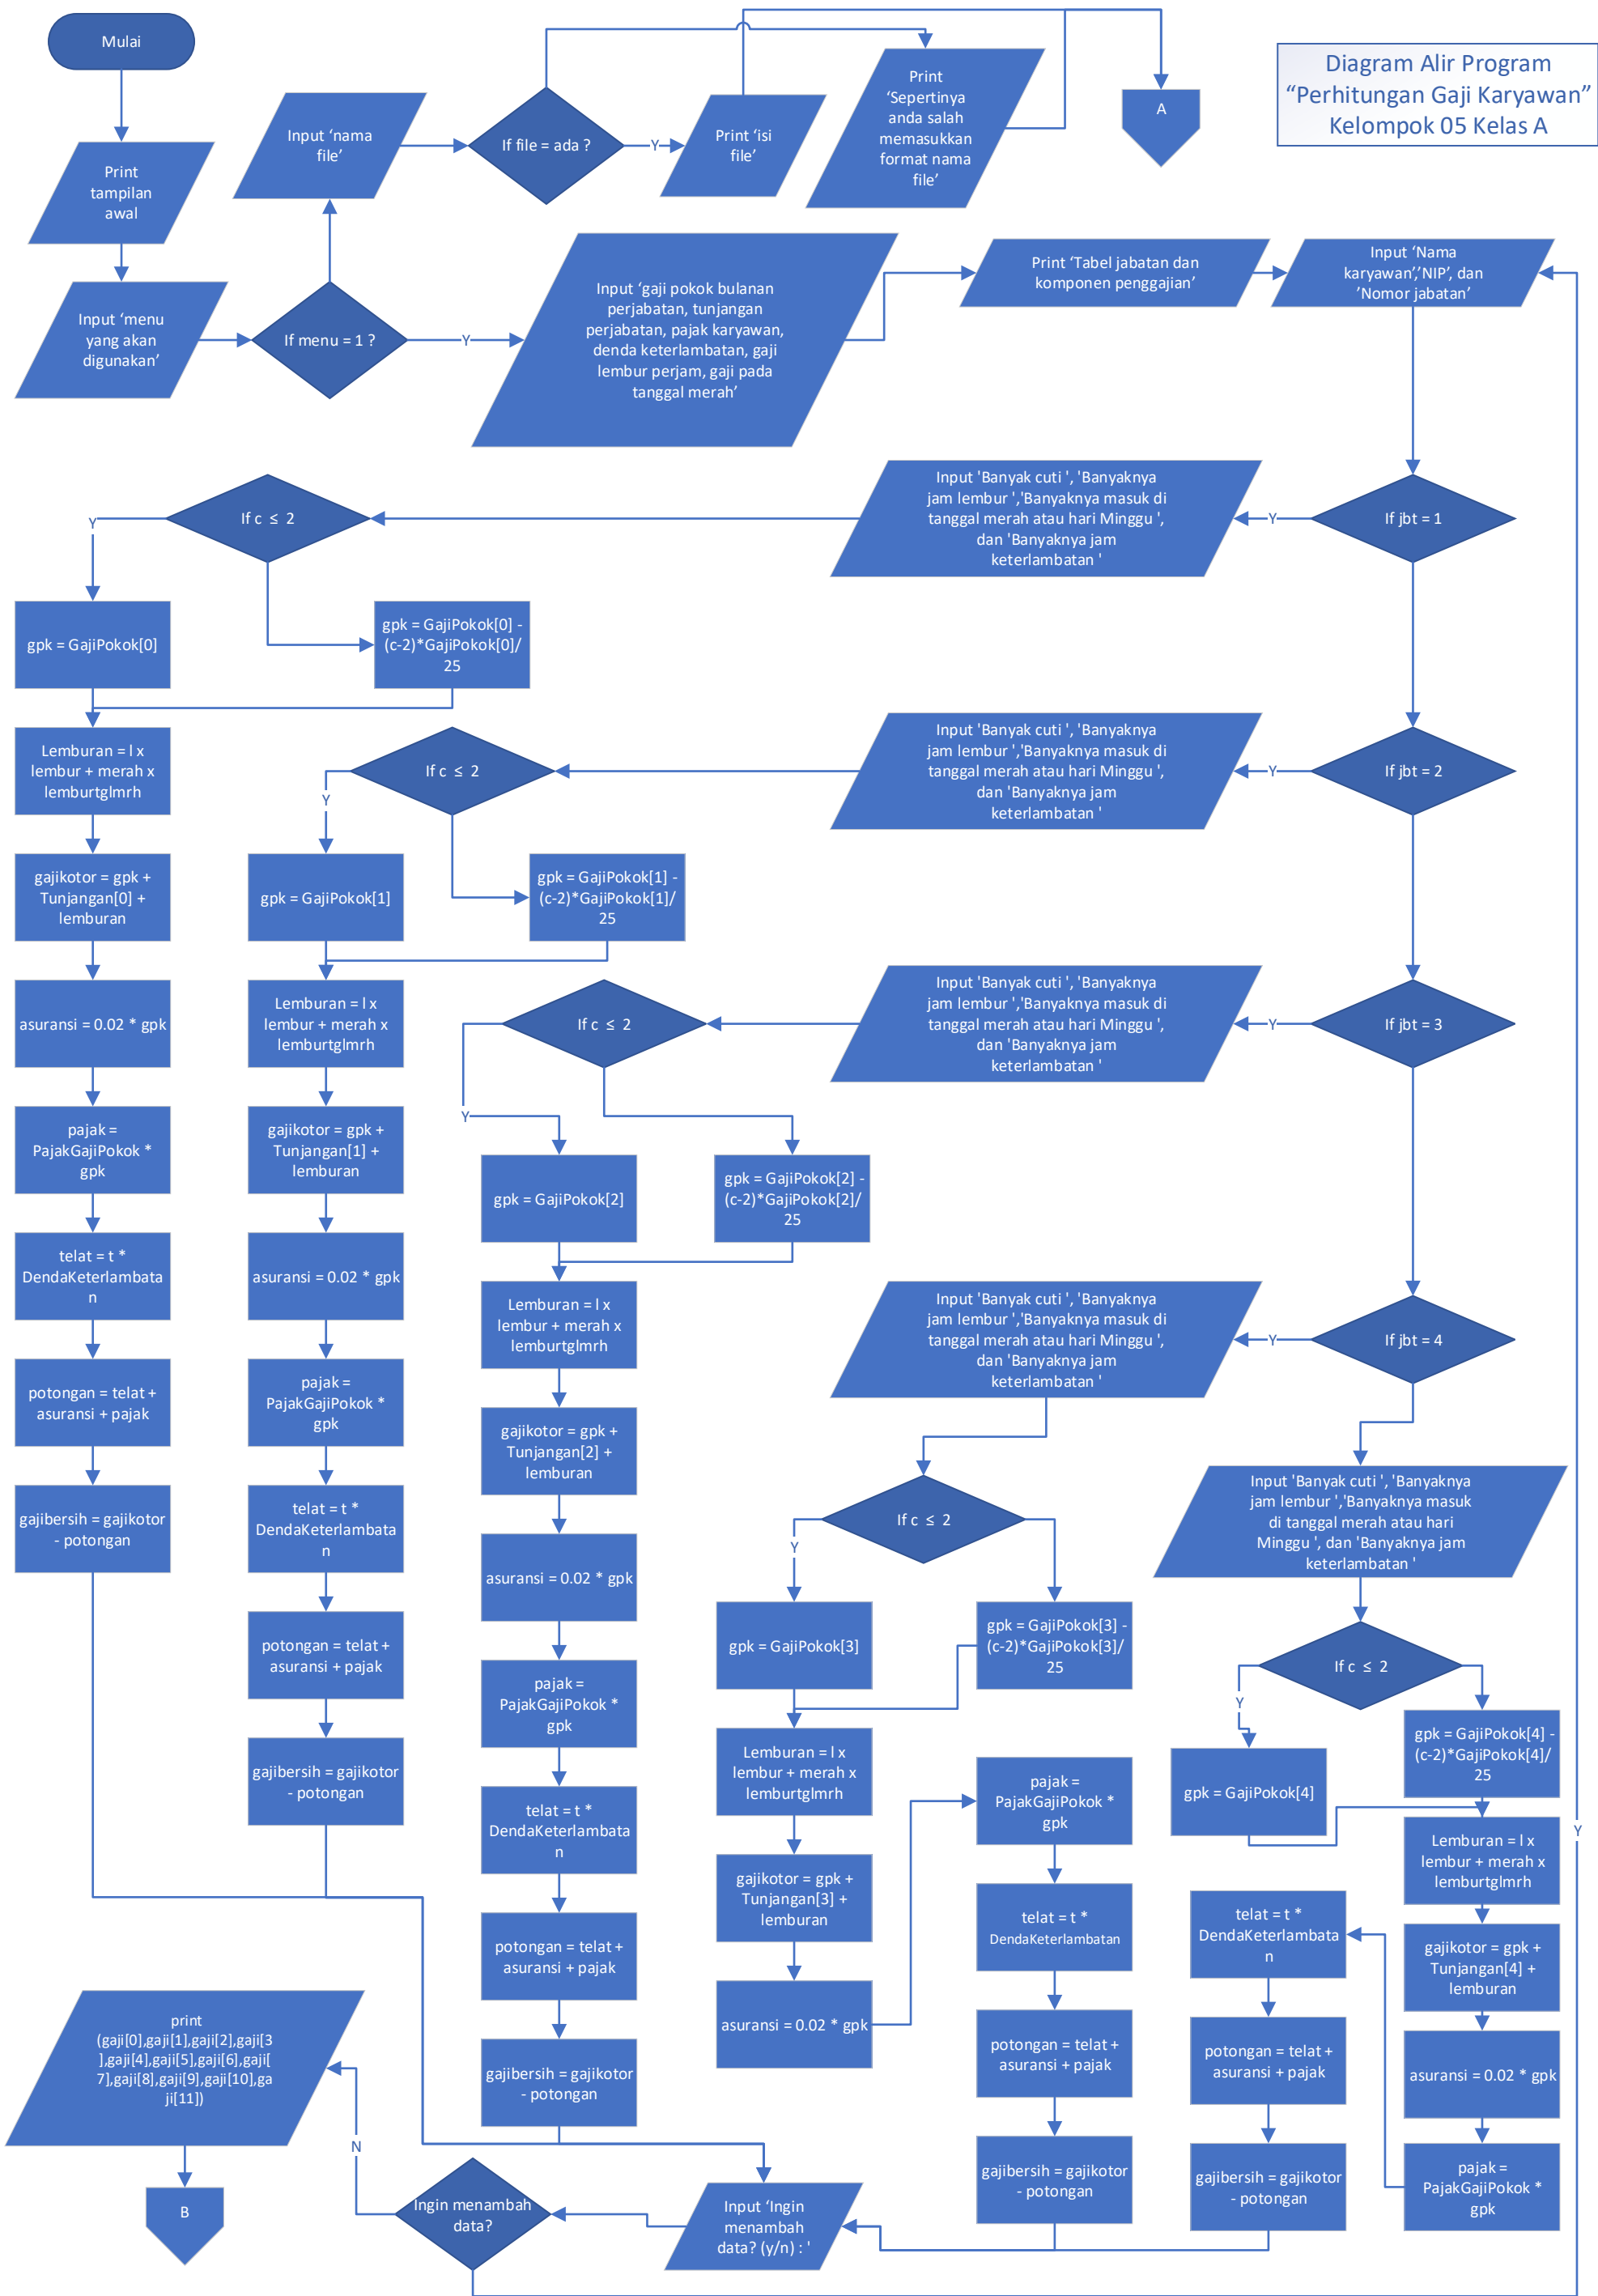 Mulai
Diagram Alir Program
“Perhitungan Gaji Karyawan”
Kelompok 05 Kelas A
Print
tampilan
awal
Input ‘nama
file’
If file = ada ?
Y
Print ‘isi
file’
Print
‘Sepertinya
anda salah
memasukkan
format nama
file’
A
Input ‘menu
yang akan
digunakan’
If menu = 1 ?
Y
Input ‘gaji pokok bulanan
perjabatan, tunjangan
perjabatan, pajak karyawan,
denda keterlambatan, gaji
lembur perjam, gaji pada
tanggal merah’
Print ‘Tabel jabatan dan
komponen penggajian’
Input ‘Nama
karyawan’,’NIP’, dan
’Nomor jabatan’
If jbt = 1
Y
Input 'Banyak cuti ', 'Banyaknya
jam lembur ','Banyaknya masuk di
tanggal merah atau hari Minggu ',
dan 'Banyaknya jam
keterlambatan '
If c ≤ 2
Y
gpk = GajiPokok[0]
gpk = GajiPokok[0] -
(c-2)*GajiPokok[0]/
25
Lemburan = l x
lembur + merah x
lemburtglmrh
gajikotor = gpk +
Tunjangan[0] +
lemburan
asuransi = 0.02 * gpk
pajak =
PajakGajiPokok *
gpk
telat = t *
DendaKeterlambata
n
potongan = telat +
asuransi + pajak
gajibersih = gajikotor
- potongan
If jbt = 2
Y
Input 'Banyak cuti ', 'Banyaknya
jam lembur ','Banyaknya masuk di
tanggal merah atau hari Minggu ',
dan 'Banyaknya jam
keterlambatan '
If c ≤ 2
Y
gpk = GajiPokok[1]
gpk = GajiPokok[1] -
(c-2)*GajiPokok[1]/
25
Lemburan = l x
lembur + merah x
lemburtglmrh
gajikotor = gpk +
Tunjangan[1] +
lemburan
asuransi = 0.02 * gpk
pajak =
PajakGajiPokok *
gpk
telat = t *
DendaKeterlambata
n
potongan = telat +
asuransi + pajak
gajibersih = gajikotor
- potongan
If jbt = 3
Y
Input 'Banyak cuti ', 'Banyaknya
jam lembur ','Banyaknya masuk di
tanggal merah atau hari Minggu ',
dan 'Banyaknya jam
keterlambatan '
If c ≤ 2
Y
gpk = GajiPokok[2]
gpk = GajiPokok[2] -
(c-2)*GajiPokok[2]/
25
Lemburan = l x
lembur + merah x
lemburtglmrh
gajikotor = gpk +
Tunjangan[2] +
lemburan
asuransi = 0.02 * gpk
pajak =
PajakGajiPokok *
gpk
telat = t *
DendaKeterlambata
n
potongan = telat +
asuransi + pajak
gajibersih = gajikotor
- potongan
If jbt = 4
Y
Input 'Banyak cuti ', 'Banyaknya
jam lembur ','Banyaknya masuk di
tanggal merah atau hari Minggu ',
dan 'Banyaknya jam
keterlambatan '
If c ≤ 2
Y
gpk = GajiPokok[3]
gpk = GajiPokok[3] -
(c-2)*GajiPokok[3]/
25
Lemburan = l x
lembur + merah x
lemburtglmrh
gajikotor = gpk +
Tunjangan[3] +
lemburan
asuransi = 0.02 * gpk
pajak =
PajakGajiPokok *
gpk
telat = t *
DendaKeterlambatan
potongan = telat +
asuransi + pajak
gajibersih = gajikotor
- potongan
Input 'Banyak cuti ', 'Banyaknya
jam lembur ','Banyaknya masuk
di tanggal merah atau hari
Minggu ', dan 'Banyaknya jam
keterlambatan '
If c ≤ 2
Y
gpk = GajiPokok[4]
gpk = GajiPokok[4] -
(c-2)*GajiPokok[4]/
25
Lemburan = l x
lembur + merah x
lemburtglmrh
gajikotor = gpk +
Tunjangan[4] +
lemburan
asuransi = 0.02 * gpk
pajak =
PajakGajiPokok *
gpk
telat = t *
DendaKeterlambata
n
potongan = telat +
asuransi + pajak
gajibersih = gajikotor
- potongan
Y
Input ‘Ingin
menambah
data? (y/n) : '
Ingin menambah
data?
N
print
(gaji[0],gaji[1],gaji[2],gaji[3
],gaji[4],gaji[5],gaji[6],gaji[
7],gaji[8],gaji[9],gaji[10],ga
ji[11])
B